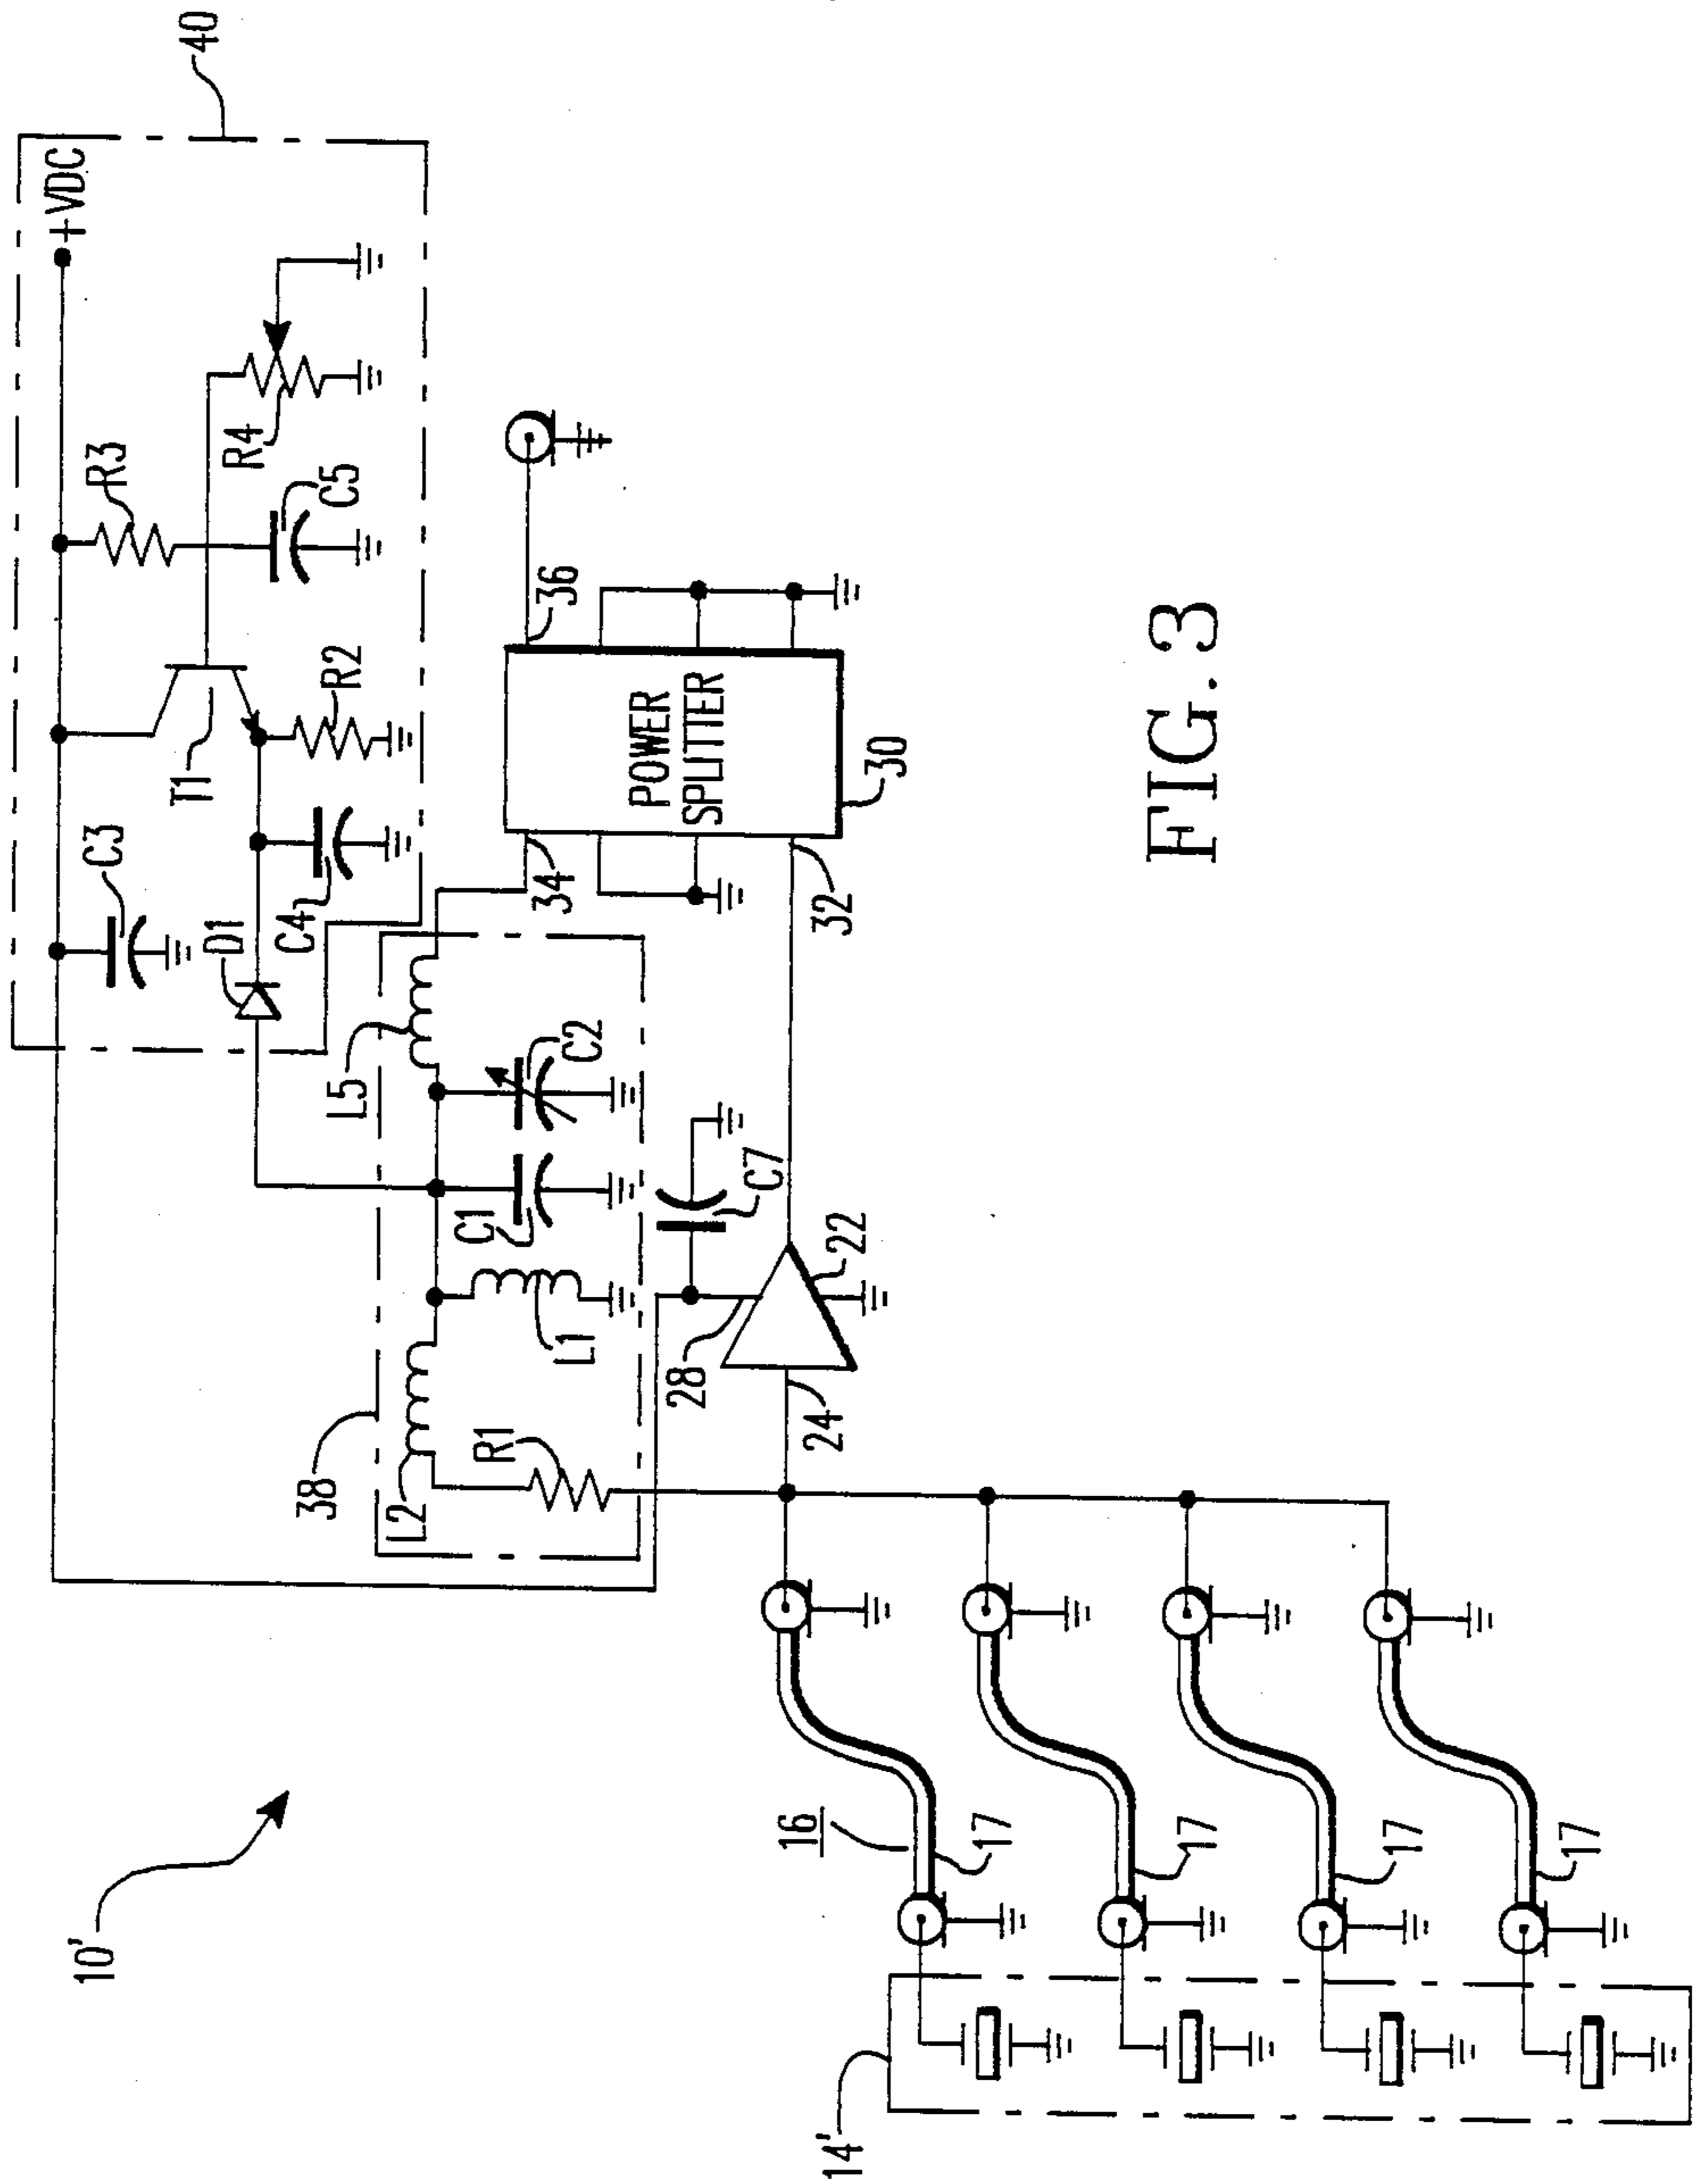 40
+VDC
R3
R4
C5
T1
R2
C3
D1
C4
36
POWER
SPLITTER
30
34
32
L5
C2
C1
L1
C7
38
L2
R1
28
22
24
10'
16
17
17
17
17
14'
FIG. 3